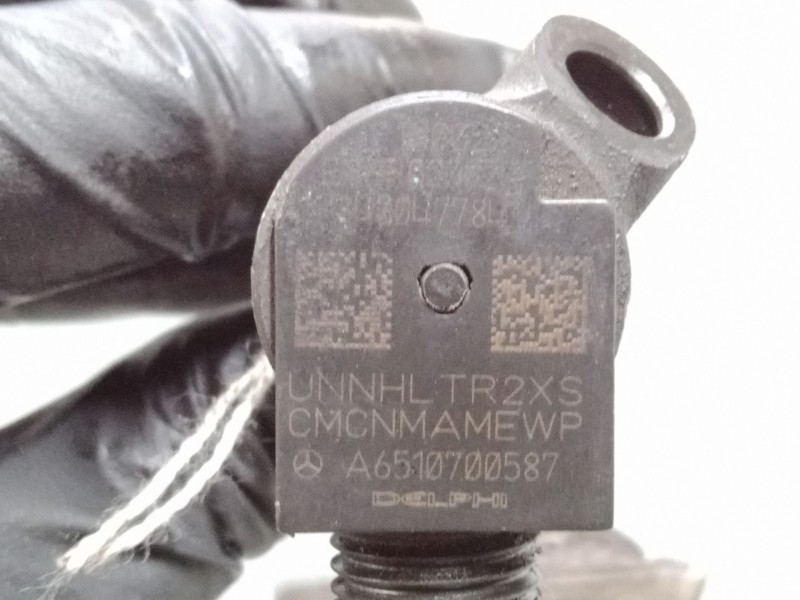 UNNHLTR2XS
CMCNMAMEWP
A6510700587
DELPHI